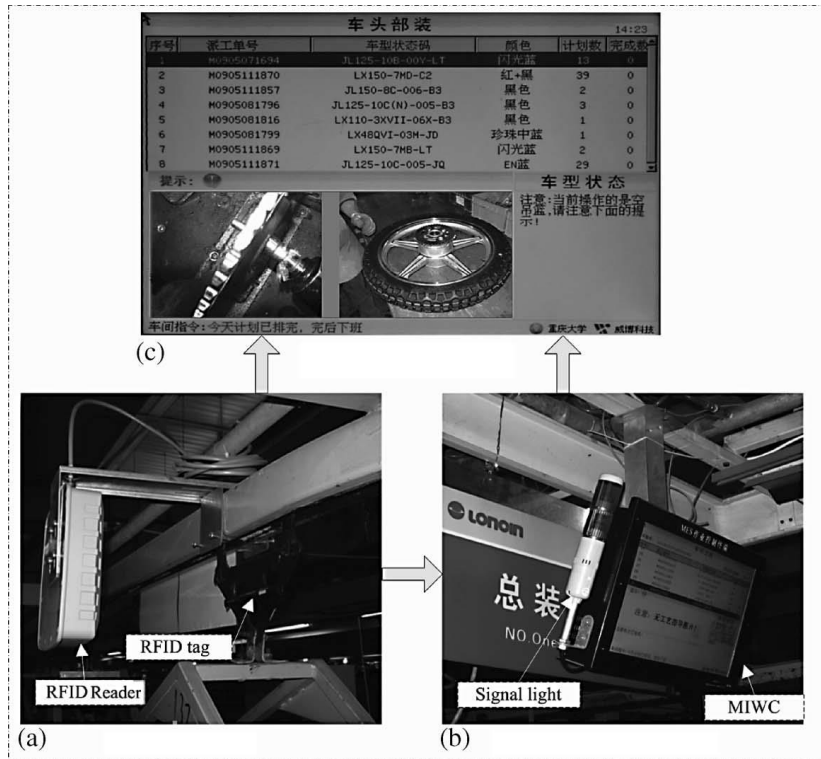 车头部装
14:23
序号 派工单号 车型状态码 颜色 计划数 完成数
1 M0905071694 JL125-10B-00Y-LT 闪光蓝 13 0
2 M0905111870 LX150-7MD-C2 红+黑 39 0
3 M0905111857 JL150-8C-006-B3 黑色 2 0
4 M0905081796 JL125-10C(N)-005-B3 黑色 3 0
5 M0905081816 LX110-3XVII-06X-B3 黑色 1 0
6 M0905081799 LX48QVI-03M-JD 珍珠中蓝 1 0
7 M0905111869 LX150-7MB-LT 闪光蓝 2 0
8 M0905111871 JL125-10C-005-JQ EN蓝 29 0
提示:
车型状态
注意:当前操作的是空
吊篮,请注意下面的提
示!
车间指令:今天计划已排完, 完后下班
重庆大学 威博科技
(c)
RFID tag
RFID Reader
(a)
LONCIN
总装
NO.One
Signal light
MIWC
(b)